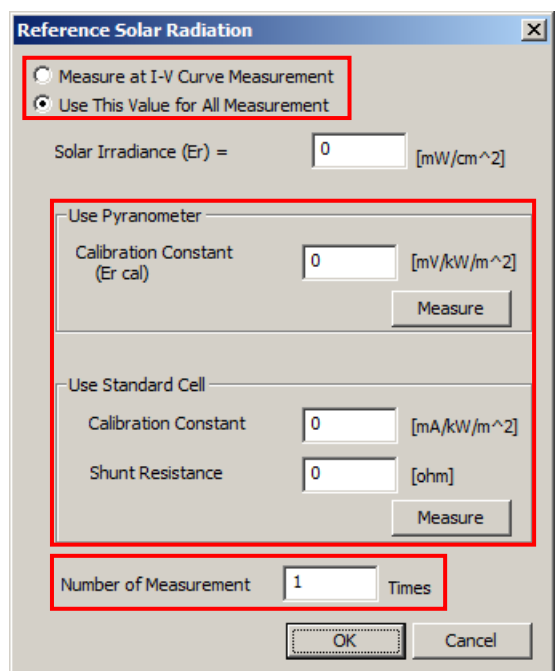 Reference Solar Radiation
Measure at I-V Curve Measurement
Use This Value for All Measurement
Solar Irradiance (Er) = 0 [mW/cm^2]
Use Pyranometer
Calibration Constant 0 [mV/kW/m^2]
(Er cal)
Measure
Use Standard Cell
Calibration Constant 0 [mA/kW/m^2]
Shunt Resistance 0 [ohm]
Measure
Number of Measurement 1 Times
OK Cancel